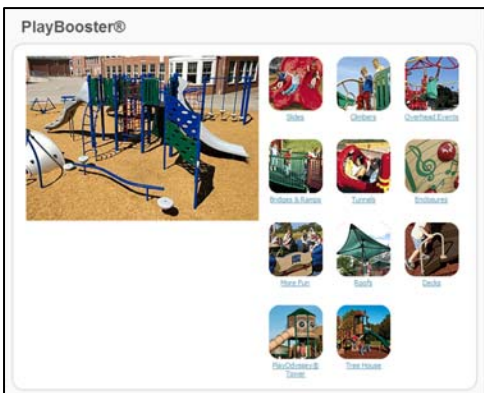 PlayBooster®
Slides
Climbers
Overhead Events
Bridges & Ramps
Tunnels
Enclosures
More Fun
Roofs
Decks
PlayOdyssey®
Tower
Tree House